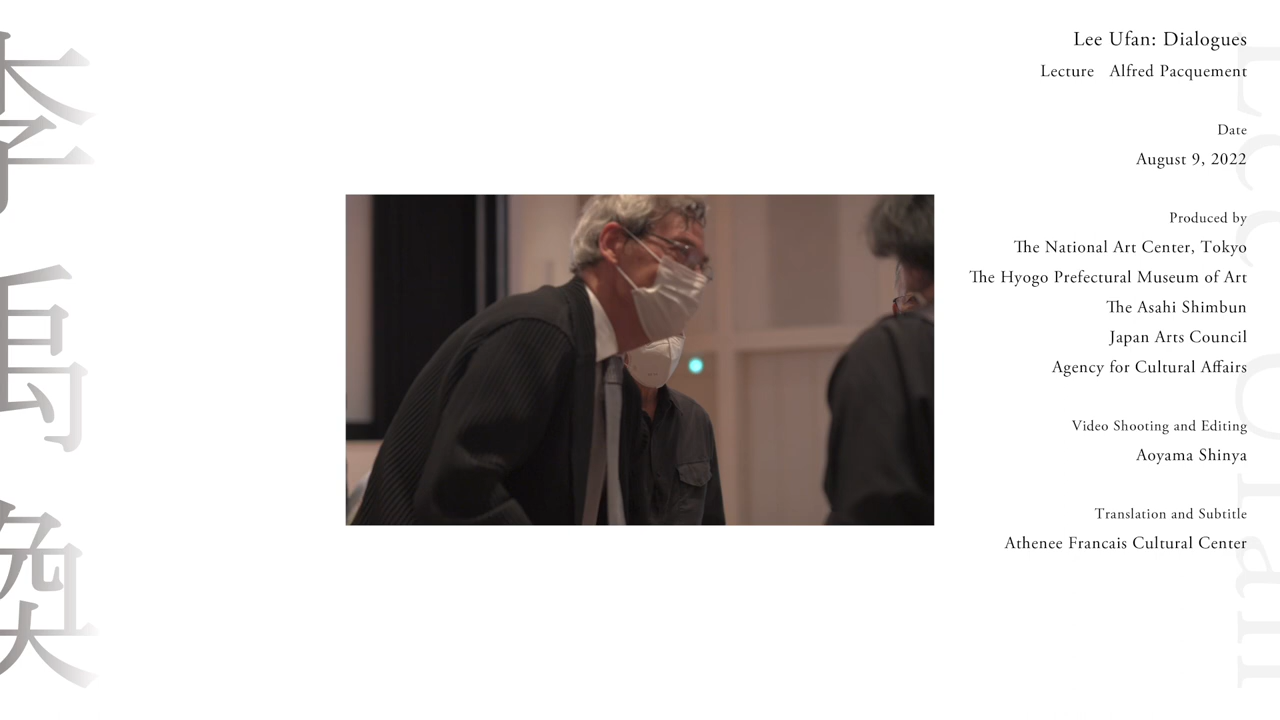 李禹煥
Lee Ufan: Dialogues
Lecture Alfred Pacquement
Date
August 9, 2022
Produced by
The National Art Center, Tokyo
The Hyogo Prefectural Museum of Art
The Asahi Shimbun
Japan Arts Council
Agency for Cultural Affairs
Video Shooting and Editing
Aoyama Shinya
Translation and Subtitle
Athenee Francais Cultural Center
Lee Ufan